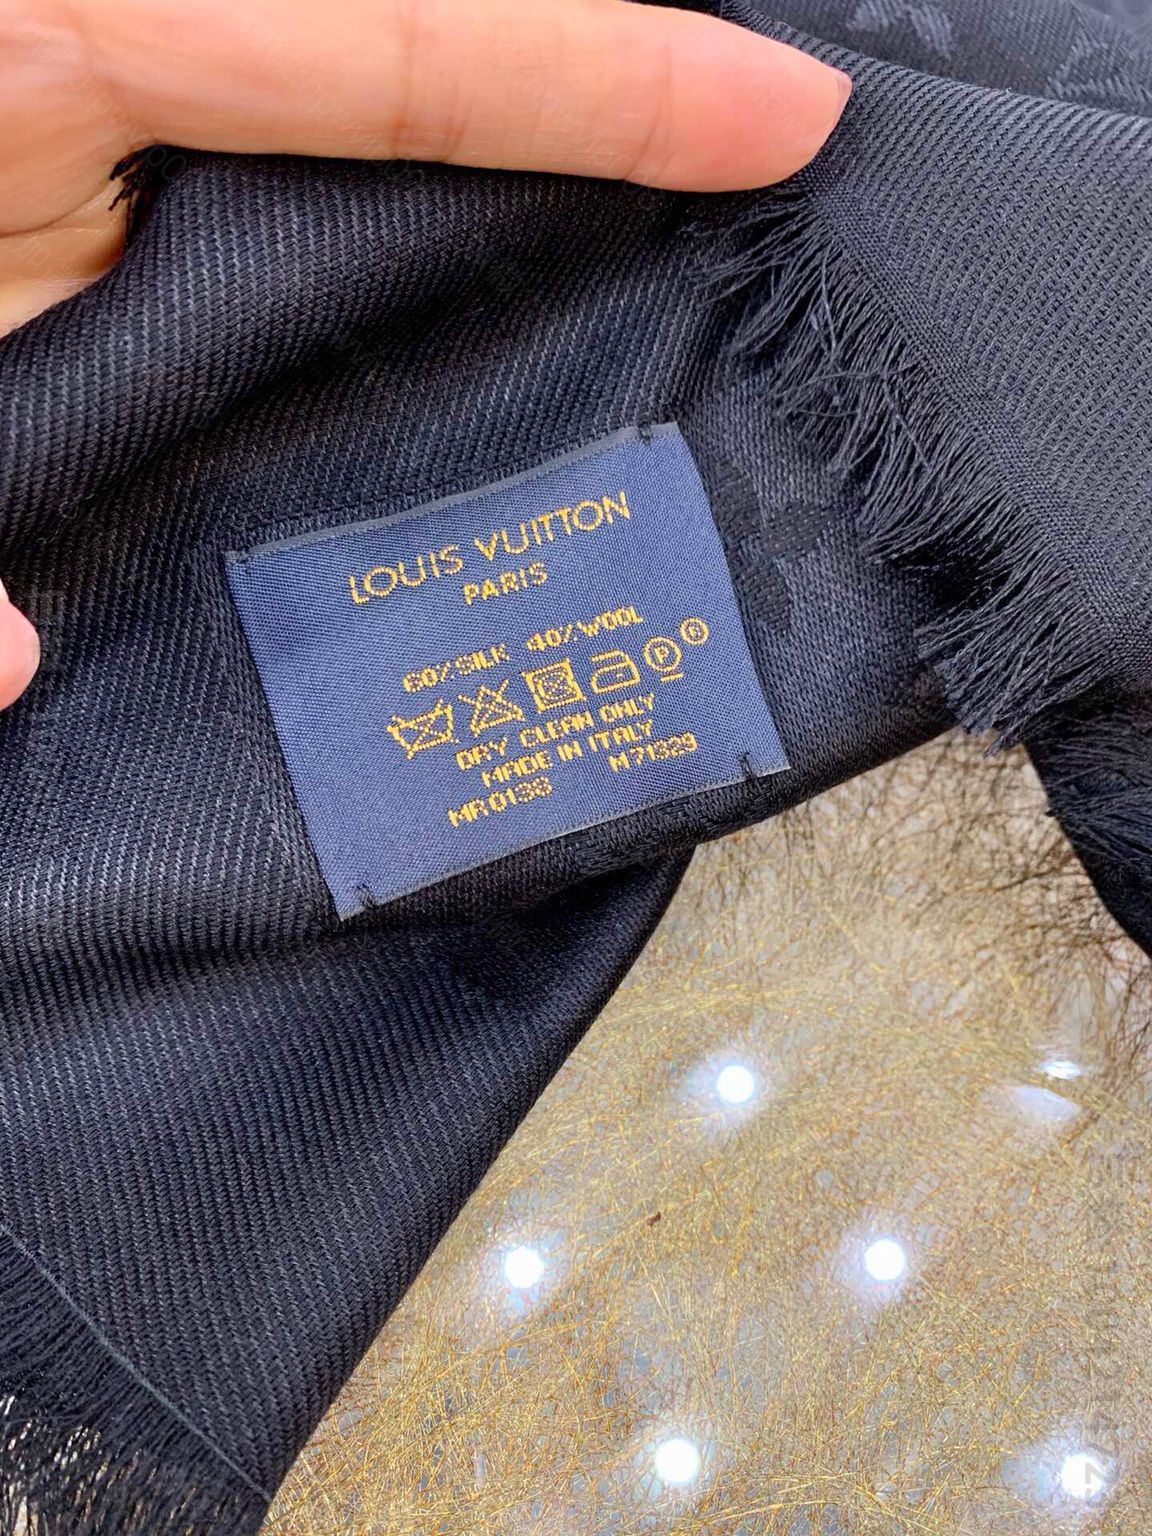 LOUIS VUITTON
PARIS
60% SILK 40% WOOL
P R
DRY CLEAN ONLY
MADE IN ITALY
MR0138 M71329